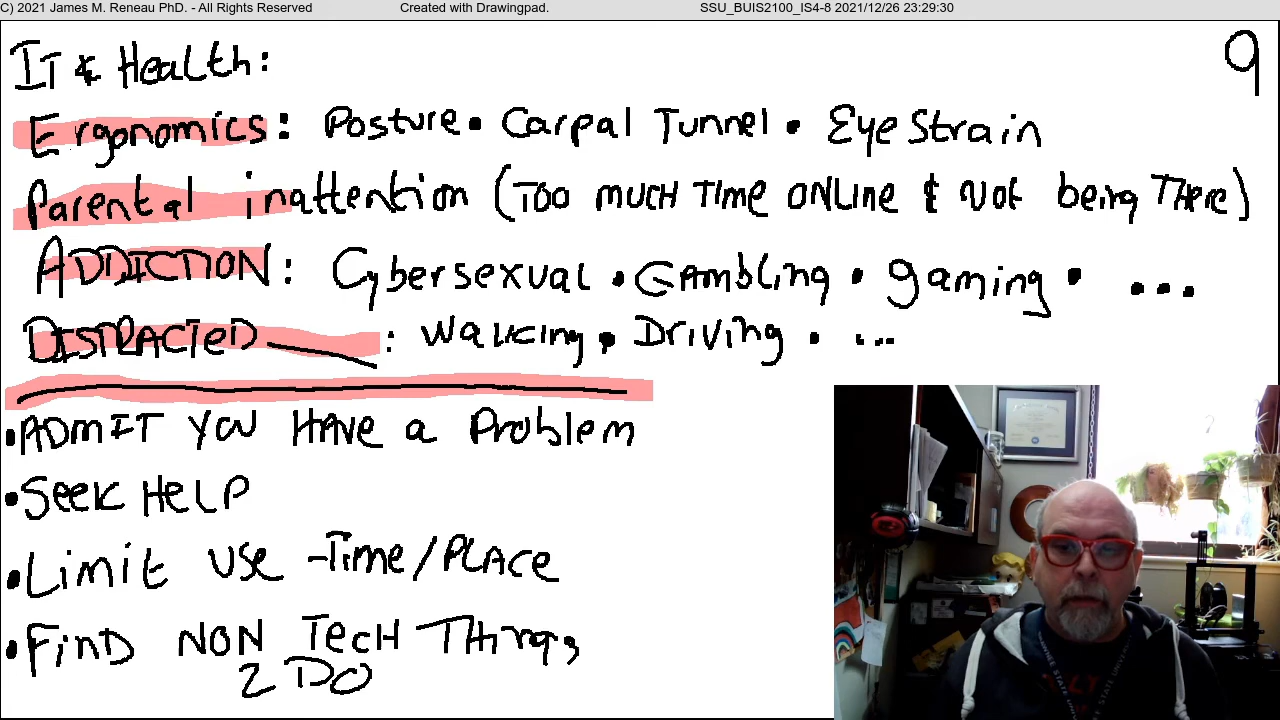 C) 2021 James M. Reneau PhD. - All Rights Reserved Created with Drawingpad. SSU_BUIS2100_IS4-8 2021/12/26 23:29:30
IT & Health: 9
Ergonomics: Posture • Carpal Tunnel • Eye Strain
Parental inattention (TOO MUCH TIME ONLINE & Not being THere)
ADDICTION: Cybersexual • GAmbling • gaming • ...
DISTRACTED : Walking • Driving • ...
• ADMIT YOU HAVe a Problem
• Seek HeLP
• Limit USe - Time/PLACe
• FinD NON TecH THings
2 DO